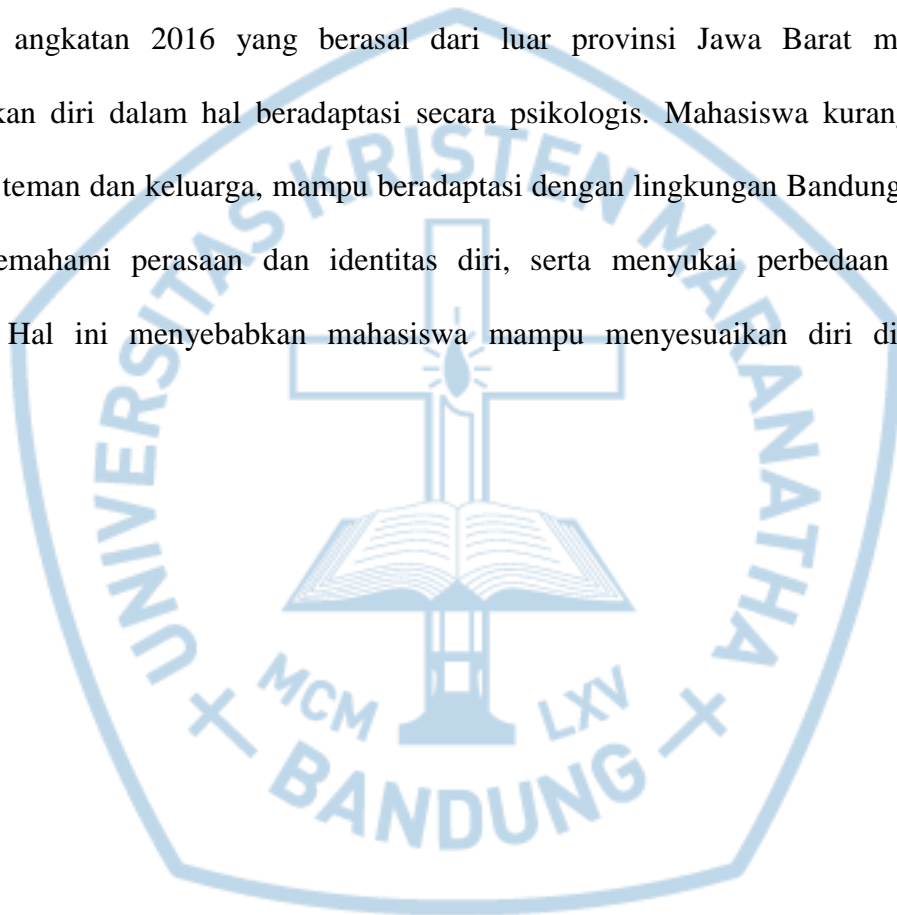 angkatan 2016 yang berasal dari luar provinsi Jawa Barat
kan diri dalam hal beradaptasi secara psikologis. Mahasiswa kurang
teman dan keluarga, mampu beradaptasi dengan lingkungan Bandung
emahami perasaan dan identitas diri, serta menyukai perbedaan
Hal ini menyebabkan mahasiswa mampu menyesuaikan diri
UNIVERSITAS KRISTEN MARANATHA
MCM LXV
+ BANDUNG +